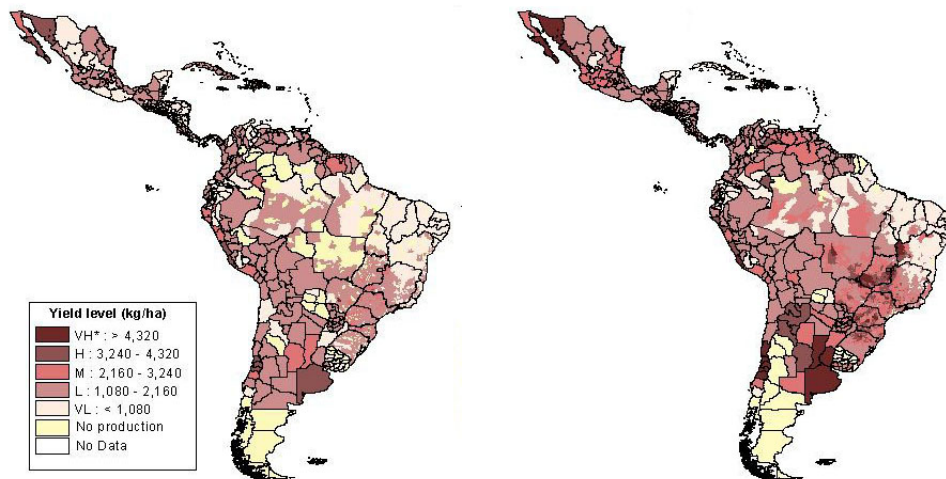 Yield level (kg/ha)
VH* : > 4,320
H : 3,240 - 4,320
M : 2,160 - 3,240
L : 1,080 - 2,160
VL : < 1,080
No production
No Data